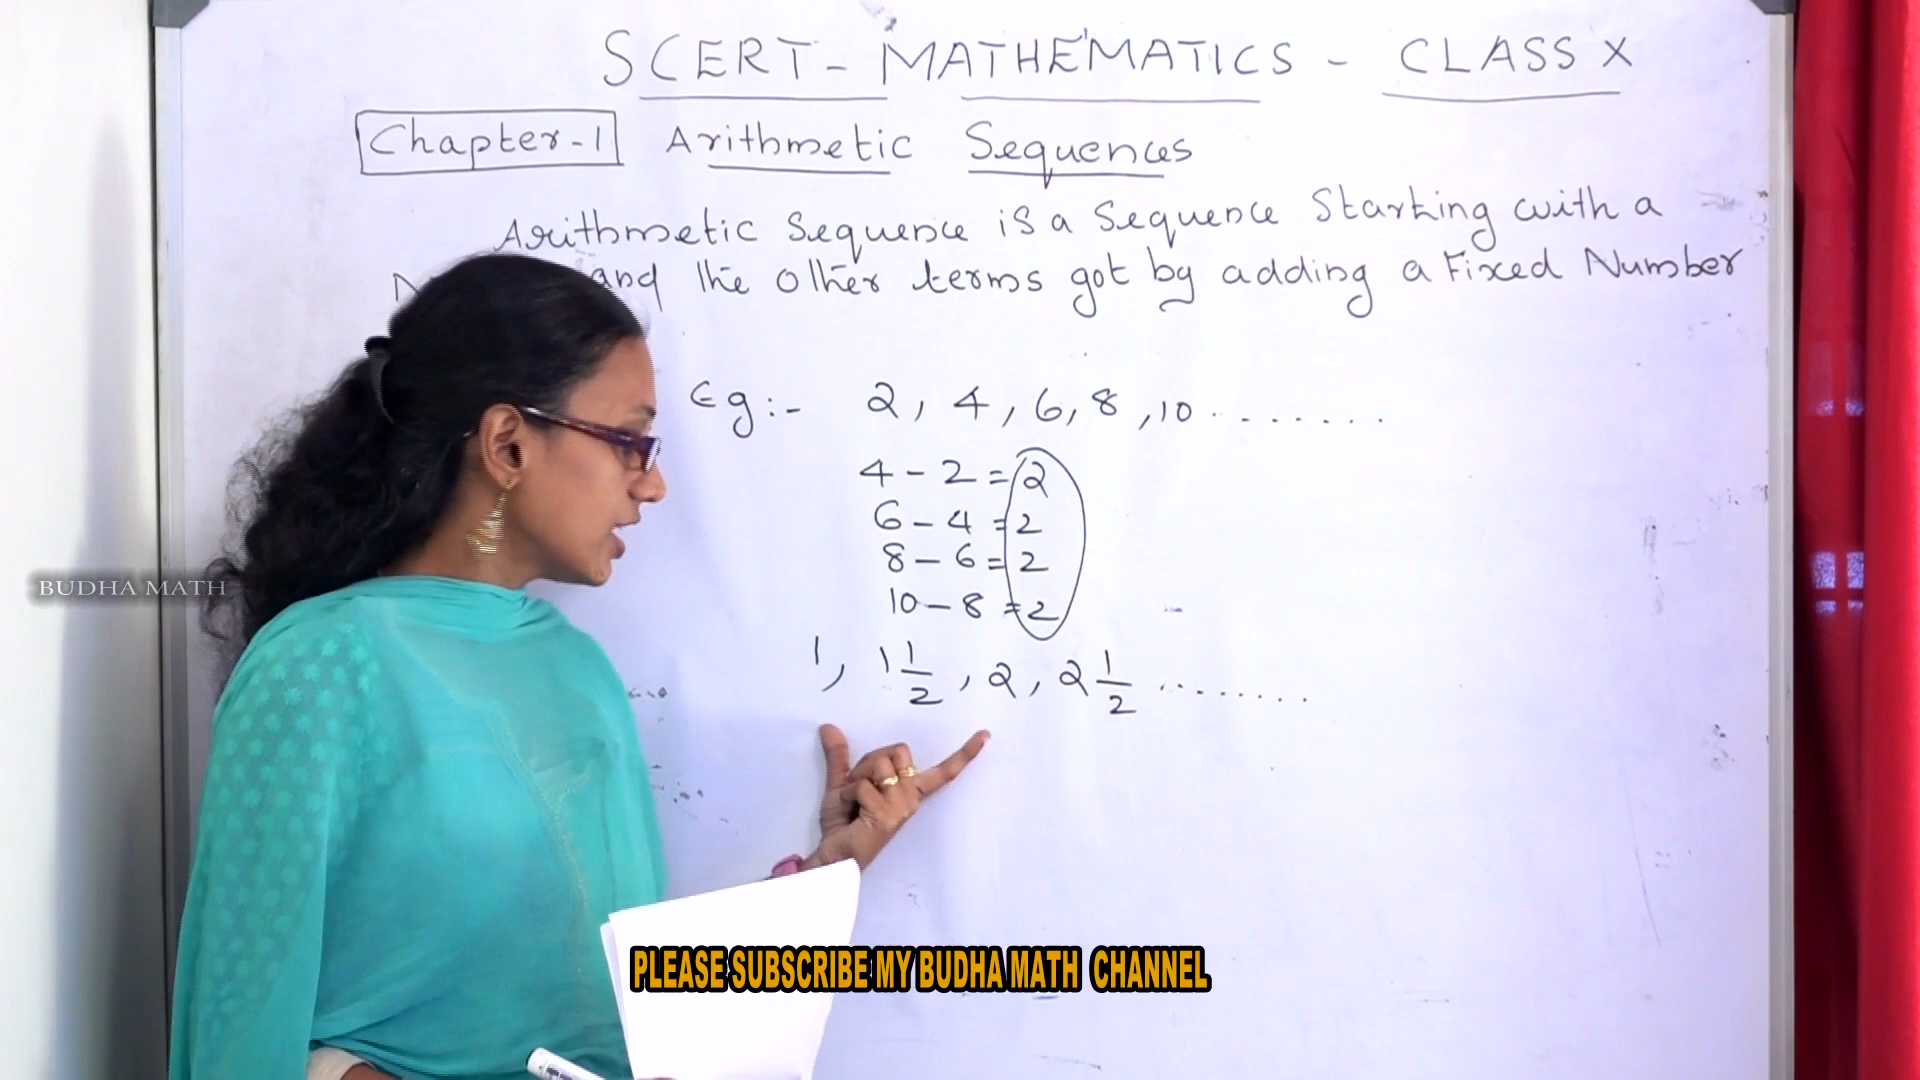 SCERT - MATHEMATICS - CLASS X
Chapter-1 Arithmetic Sequences
Arithmetic Sequence is a Sequence Starting with a
and the other terms got by adding a Fixed Number
Eg:- 2, 4, 6, 8, 10 .......
4 - 2 = 2
6 - 4 = 2
8 - 6 = 2
10 - 8 = 2
1, 1 1/2, 2, 2 1/2 ........
BUDHA MATH
PLEASE SUBSCRIBE MY BUDHA MATH CHANNEL